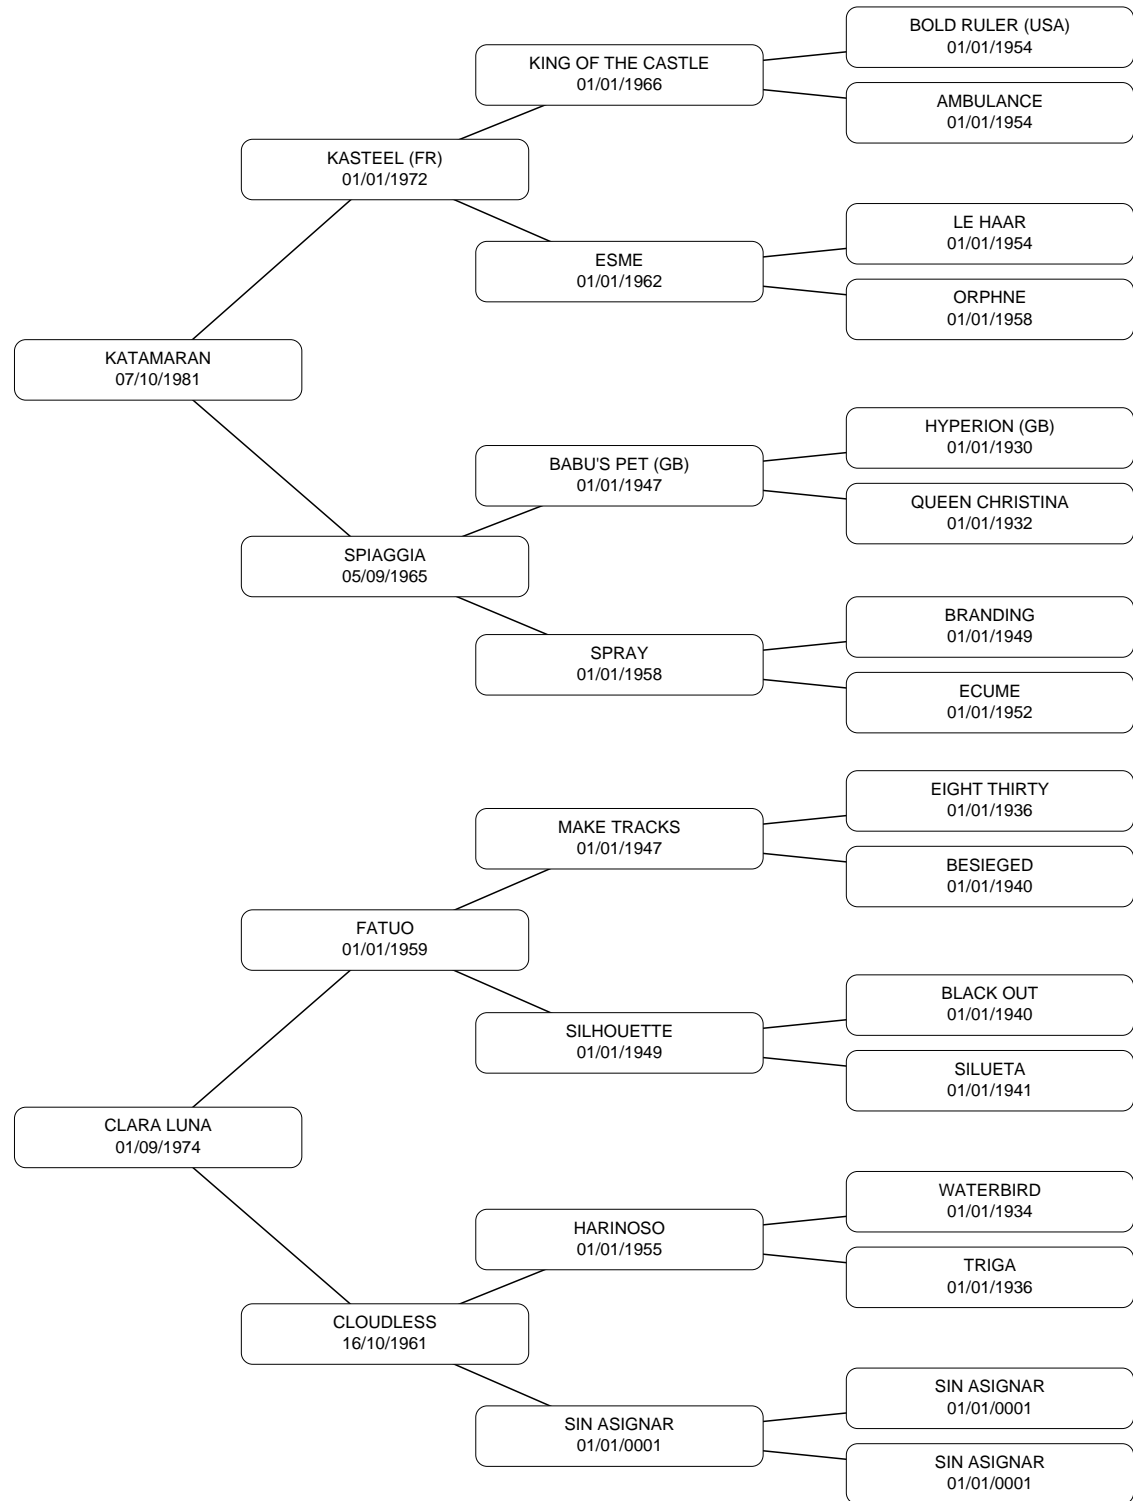 BOLD RULER (USA)
01/01/1954
KING OF THE CASTLE
01/01/1966
AMBULANCE
01/01/1954
KASTEEL (FR)
01/01/1972
LE HAAR
01/01/1954
ESME
01/01/1962
ORPHNE
01/01/1958
KATAMARAN
07/10/1981
HYPERION (GB)
01/01/1930
BABU'S PET (GB)
01/01/1947
QUEEN CHRISTINA
01/01/1932
SPIAGGIA
05/09/1965
BRANDING
01/01/1949
SPRAY
01/01/1958
ECUME
01/01/1952
EIGHT THIRTY
01/01/1936
MAKE TRACKS
01/01/1947
BESIEGED
01/01/1940
FATUO
01/01/1959
BLACK OUT
01/01/1940
SILHOUETTE
01/01/1949
SILUETA
01/01/1941
CLARA LUNA
01/09/1974
WATERBIRD
01/01/1934
HARINOSO
01/01/1955
TRIGA
01/01/1936
CLOUDLESS
16/10/1961
SIN ASIGNAR
01/01/0001
SIN ASIGNAR
01/01/0001
SIN ASIGNAR
01/01/0001